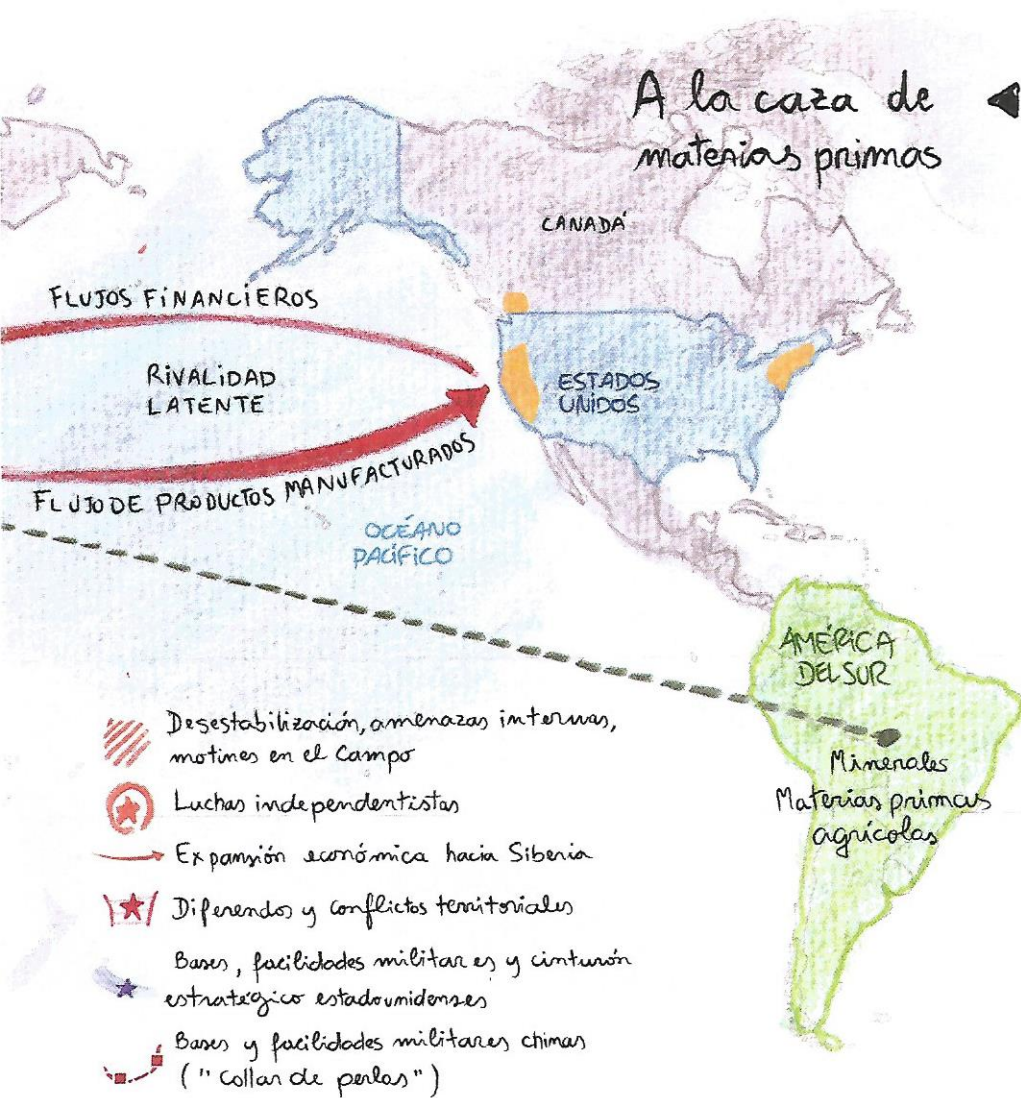 A la caza de
materias primas
CANADÁ
FLUJOS FINANCIEROS
RIVALIDAD
LATENTE
ESTADOS
UNIDOS
FLUJO DE PRODUCTOS MANUFACTURADOS
OCÉANO
PACÍFICO
AMÉRICA
DEL SUR
Minerales
Materias primas
agrícolas
Desestabilización, amenazas internas,
motines en el Campo
Luchas independentistas
Expansión económica hacia Siberia
Diferendos y conflictos territoriales
Bases, facilidades militares y cinturón
estratégico estadounidenses
Bases y facilidades militares chinas
("Collar de perlas")